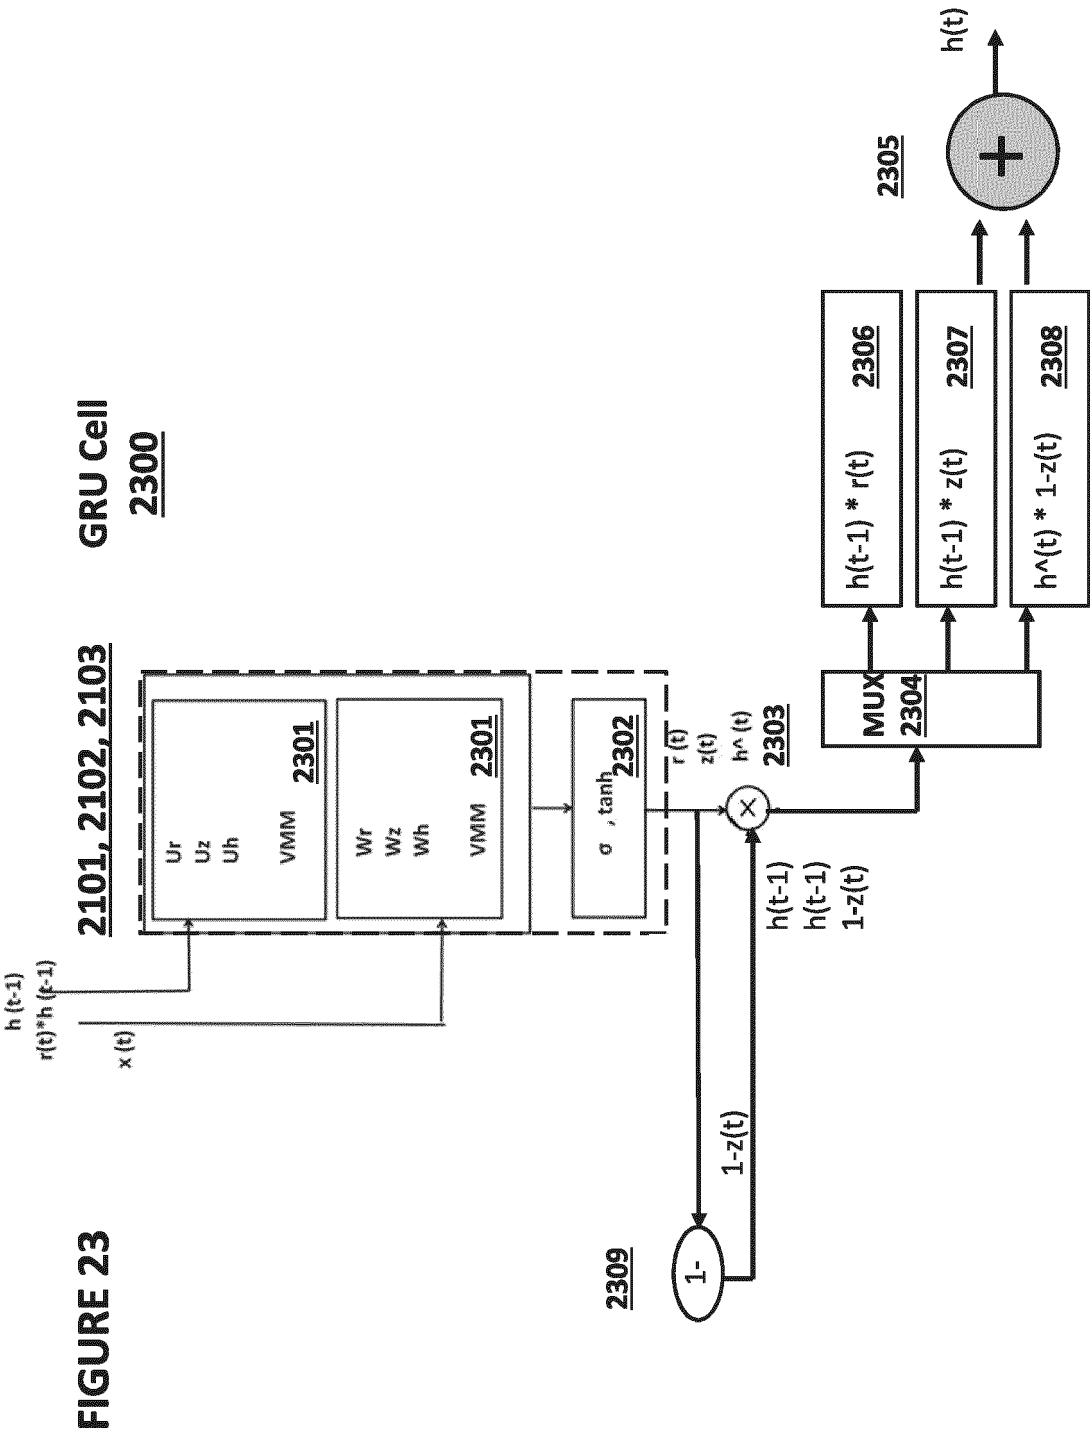 FIGURE 23
GRU Cell
2300
2101, 2102, 2103
h (t-1)
r(t)*h (t-1)
x (t)
Ur
Uz
Uh
VMM
2301
Wr
Wz
Wh
VMM
2301
σ , tanh
2302
r (t)
z(t)
h^ (t)
2303
×
h(t-1)
h(t-1)
1-z(t)
2309
1-
1-z(t)
MUX
2304
h(t-1) * r(t) 2306
h(t-1) * z(t) 2307
h^(t) * 1-z(t) 2308
2305
+
h(t)